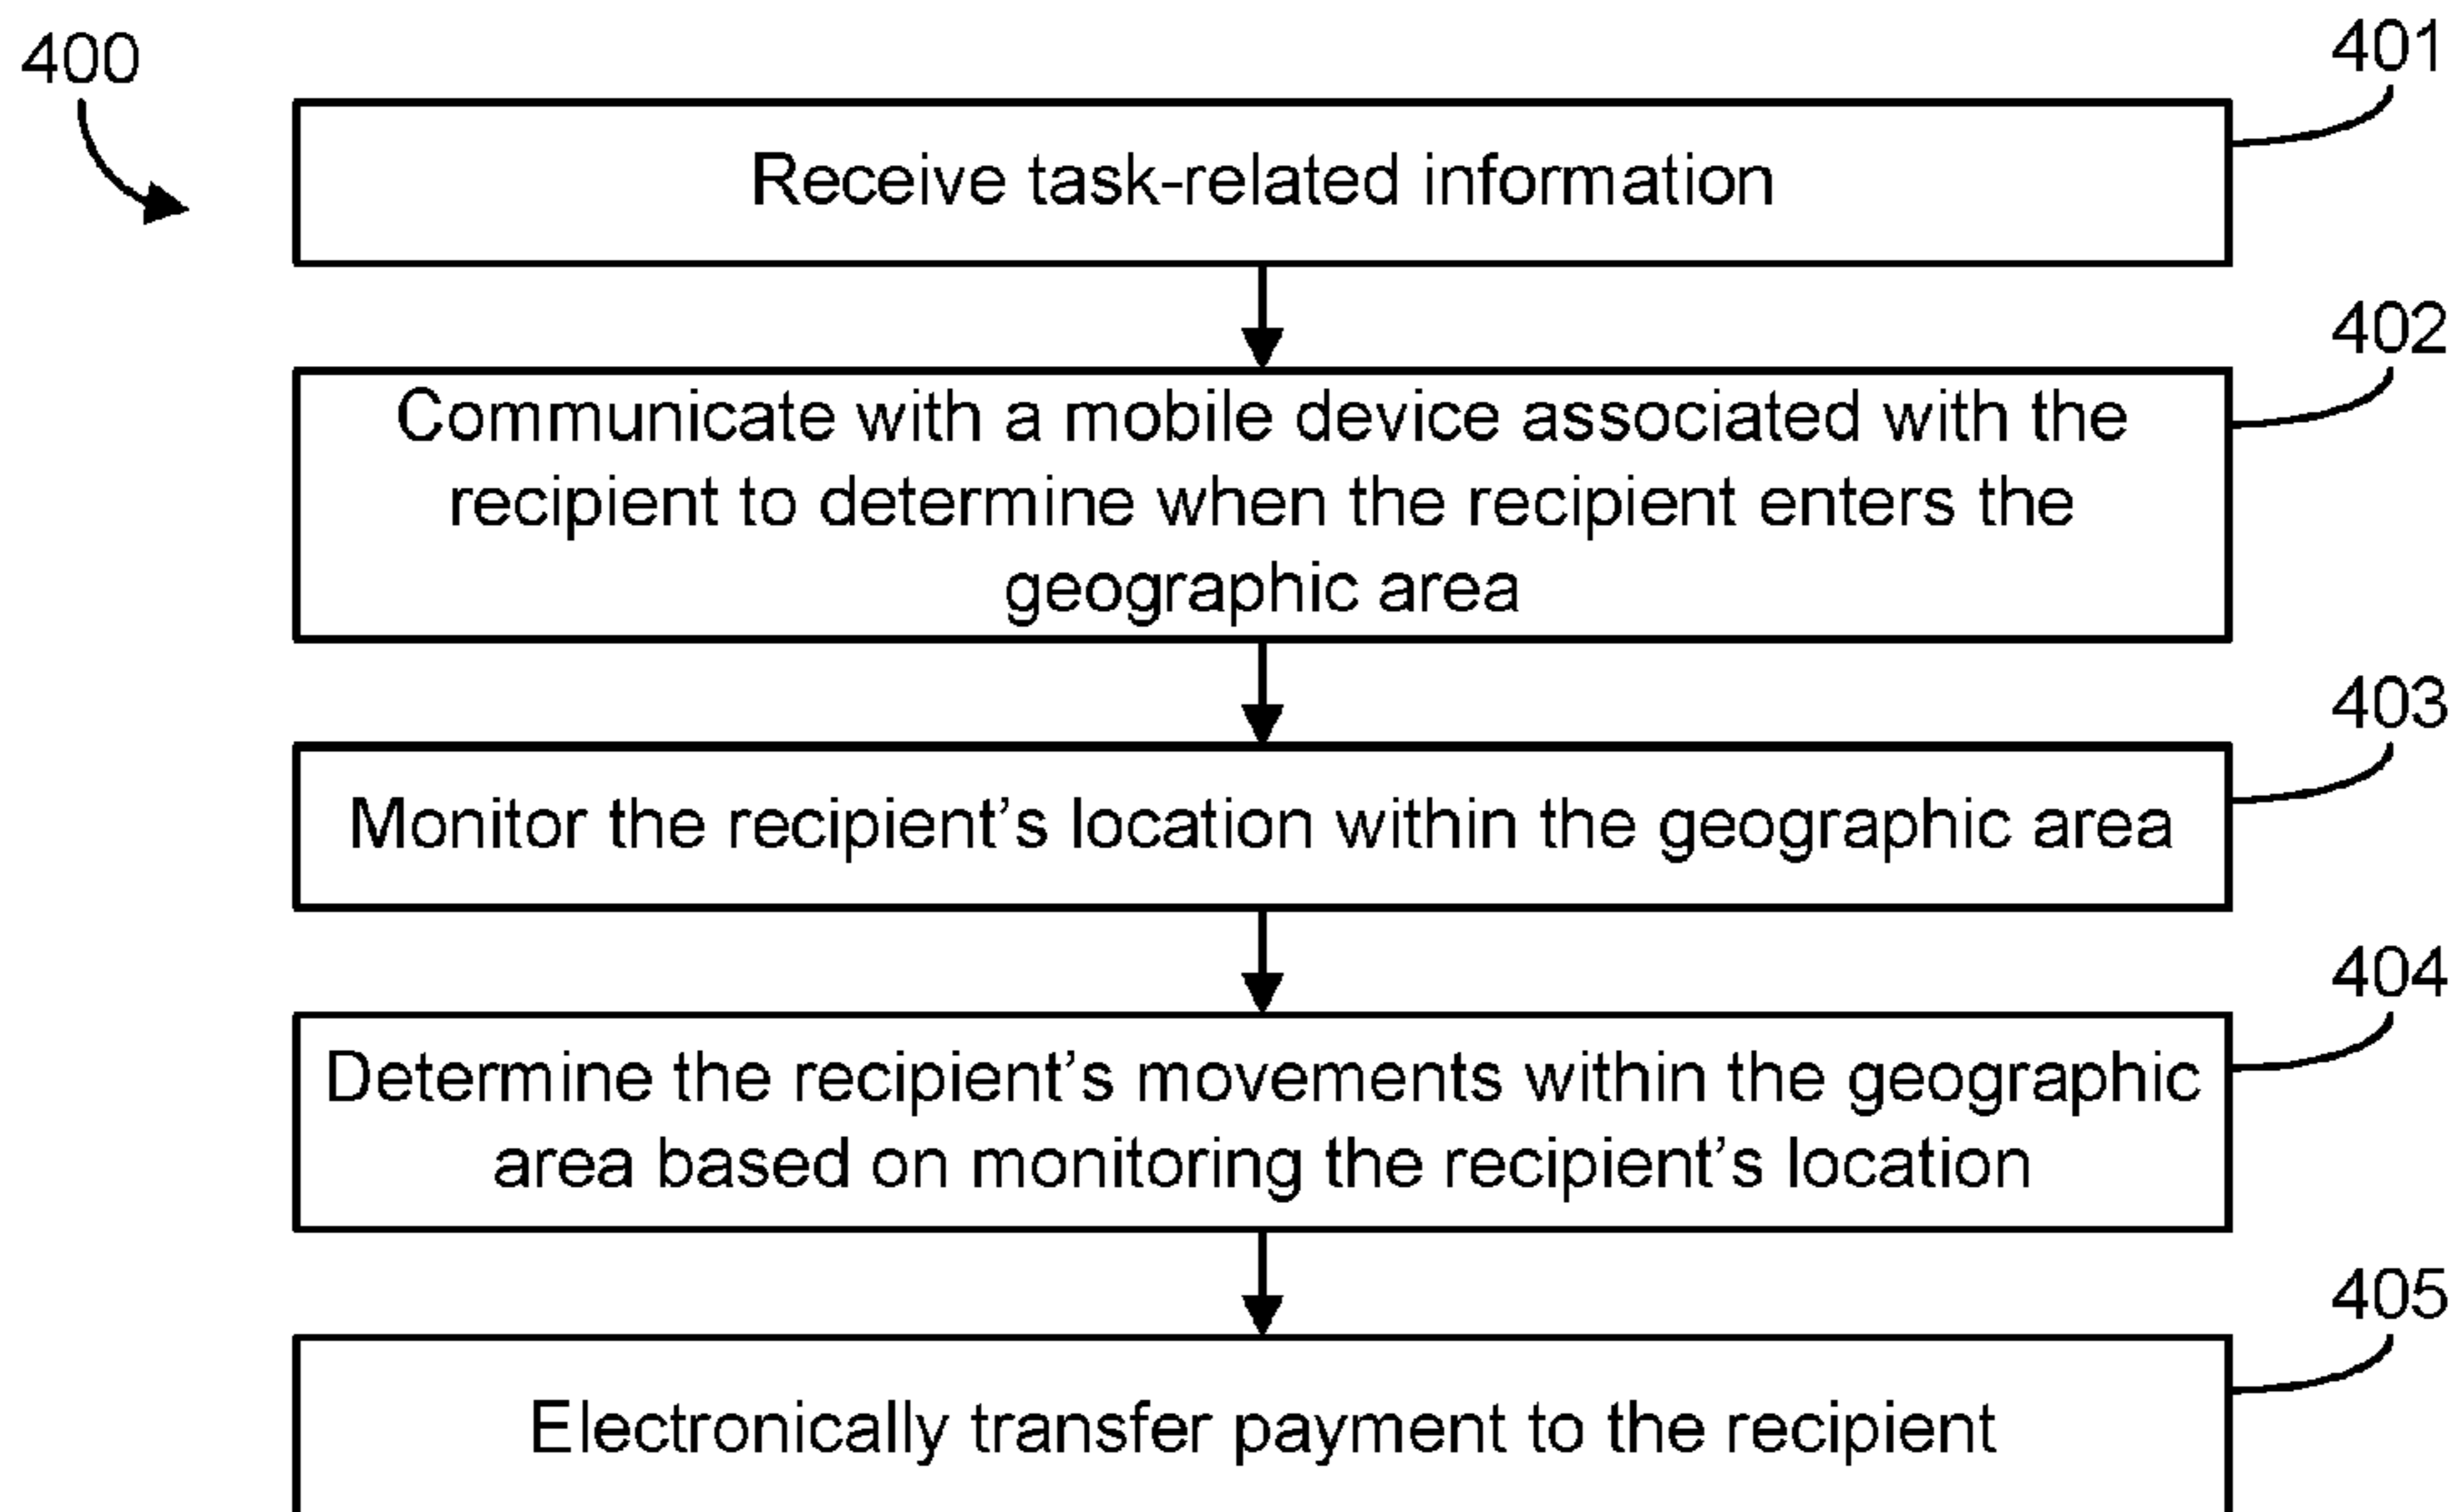 400
401
Receive task-related information
402
Communicate with a mobile device associated with the
recipient to determine when the recipient enters the
geographic area
403
Monitor the recipient’s location within the geographic area
404
Determine the recipient’s movements within the geographic
area based on monitoring the recipient’s location
405
Electronically transfer payment to the recipient